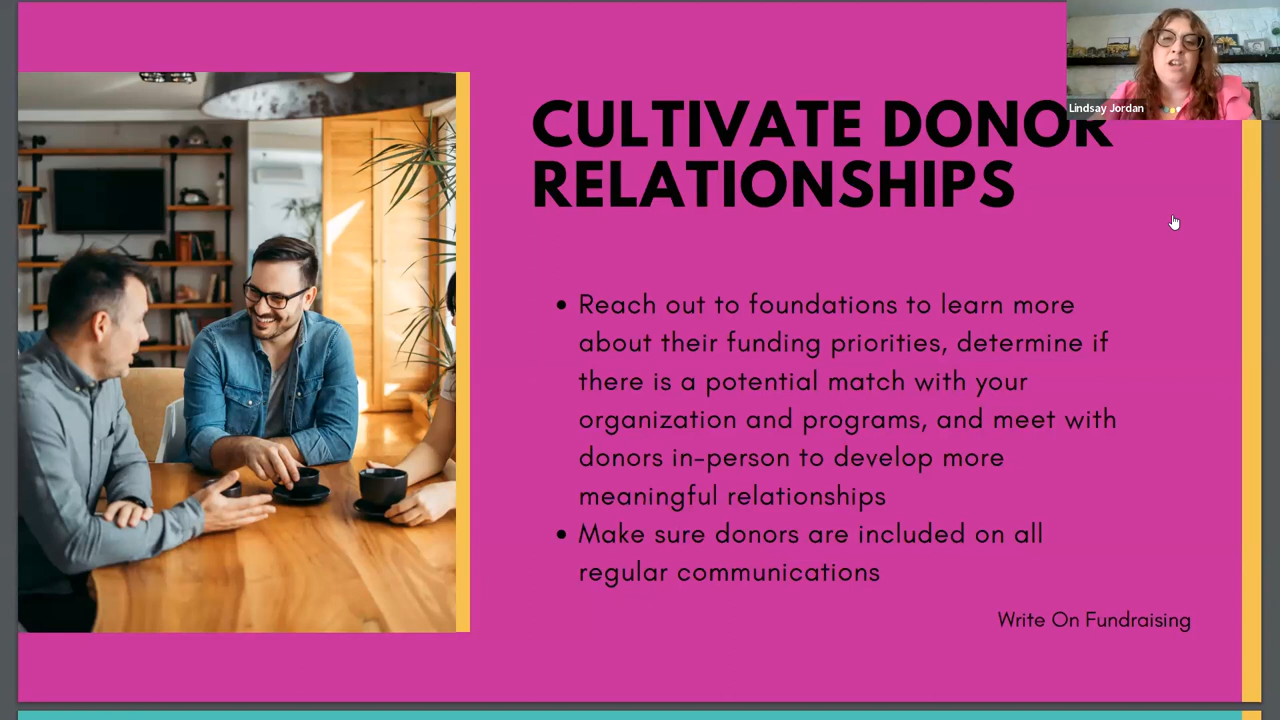 Lindsay Jordan
CULTIVATE DONOR
RELATIONSHIPS
• Reach out to foundations to learn more
about their funding priorities, determine if
there is a potential match with your
organization and programs, and meet with
donors in-person to develop more
meaningful relationships
• Make sure donors are included on all
regular communications
Write On Fundraising